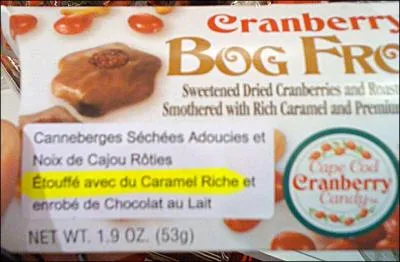 Cranberry
BOG FRO
Sweetened Dried Cranberries and Roast
Smothered with Rich Caramel and Premium
Canneberges Séchées Adoucies et
Noix de Cajou Rôties
Étouffé avec du Caramel Riche et
enrobé de Chocolat au Lait
Cape Cod
Cranberry
Candy
NET WT. 1.9 OZ. (53g)